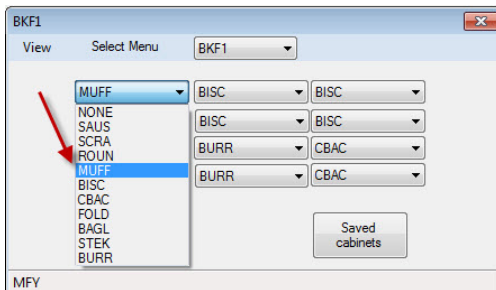 BKF1
View Select Menu BKF1
MUFF BISC BISC
NONE
SAUS BISC BISC
SCRA
ROUN BURR CBAC
MUFF
BISC BURR CBAC
CBAC
FOLD
BAGL
STEK
BURR
Saved
cabinets
MFY